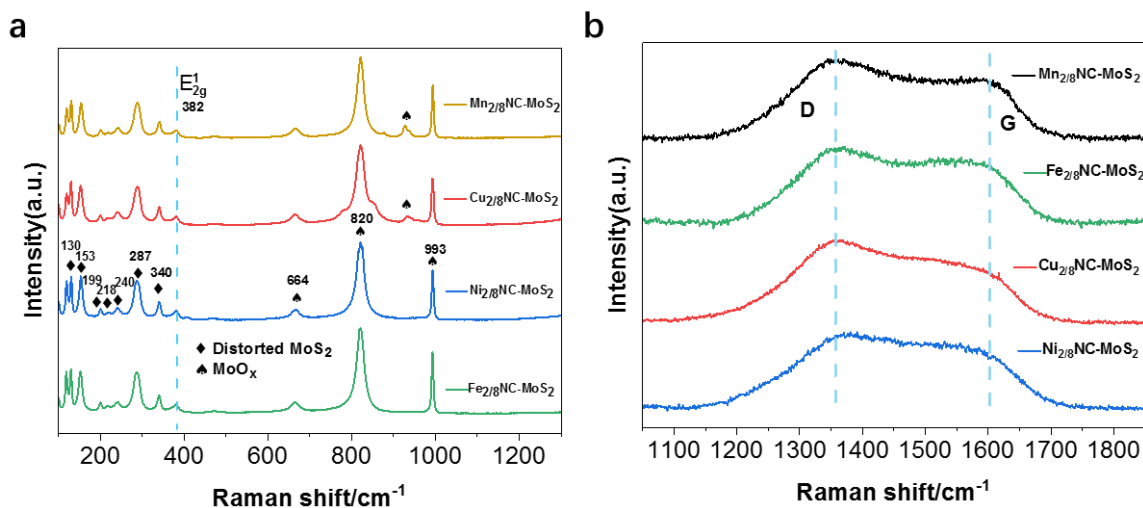 a
Intensity(a.u.)
E¹2g
382
Mn2/8NC-MoS2
♠
Cu2/8NC-MoS2
♠
130
153
199
218
240
287
340
664
820
993
Ni2/8NC-MoS2
♦ Distorted MoS2
♠ MoOx
Fe2/8NC-MoS2
200 400 600 800 1000 1200
Raman shift/cm-1
b
Intensity(a.u.)
D
G
Mn2/8NC-MoS2
Fe2/8NC-MoS2
Cu2/8NC-MoS2
Ni2/8NC-MoS2
1100 1200 1300 1400 1500 1600 1700 1800
Raman shift/cm-1